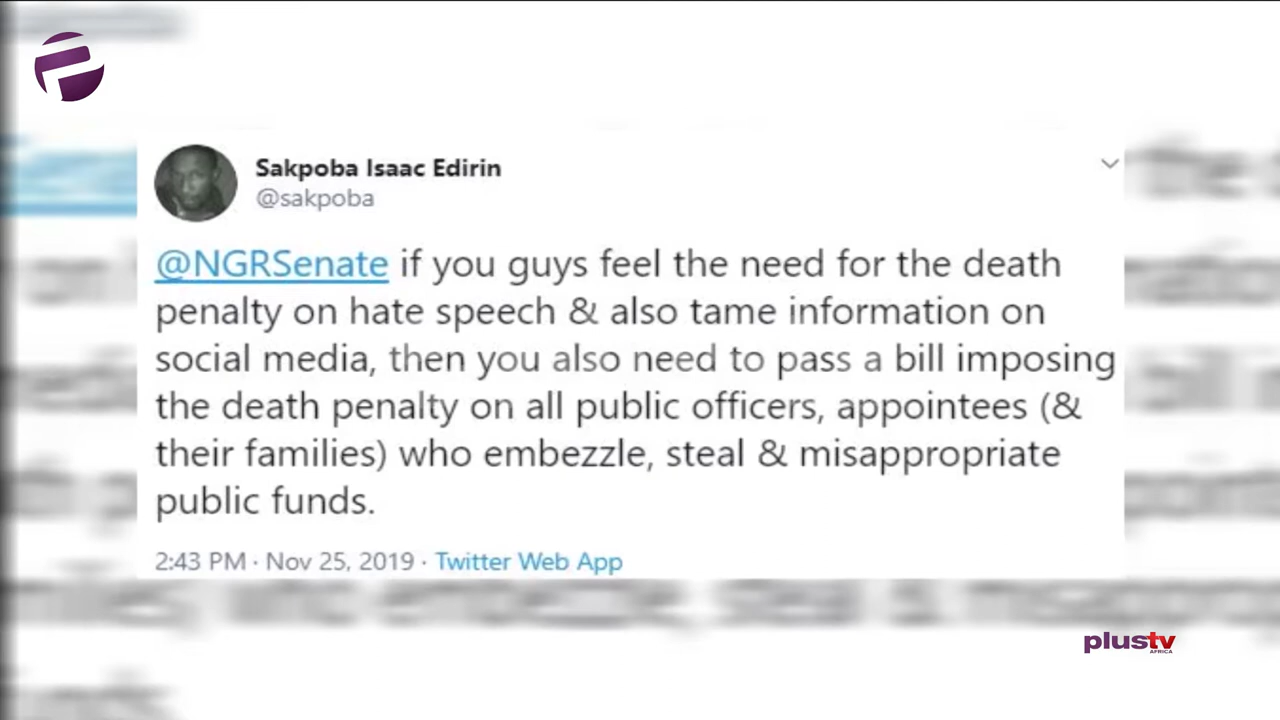 Sakpoba Isaac Edirin
@sakpoba
@NGRSenate if you guys feel the need for the death
penalty on hate speech & also tame information on
social media, then you also need to pass a bill imposing
the death penalty on all public officers, appointees (&
their families) who embezzle, steal & misappropriate
public funds.
2:43 PM · Nov 25, 2019 · Twitter Web App
plustv
AFRICA